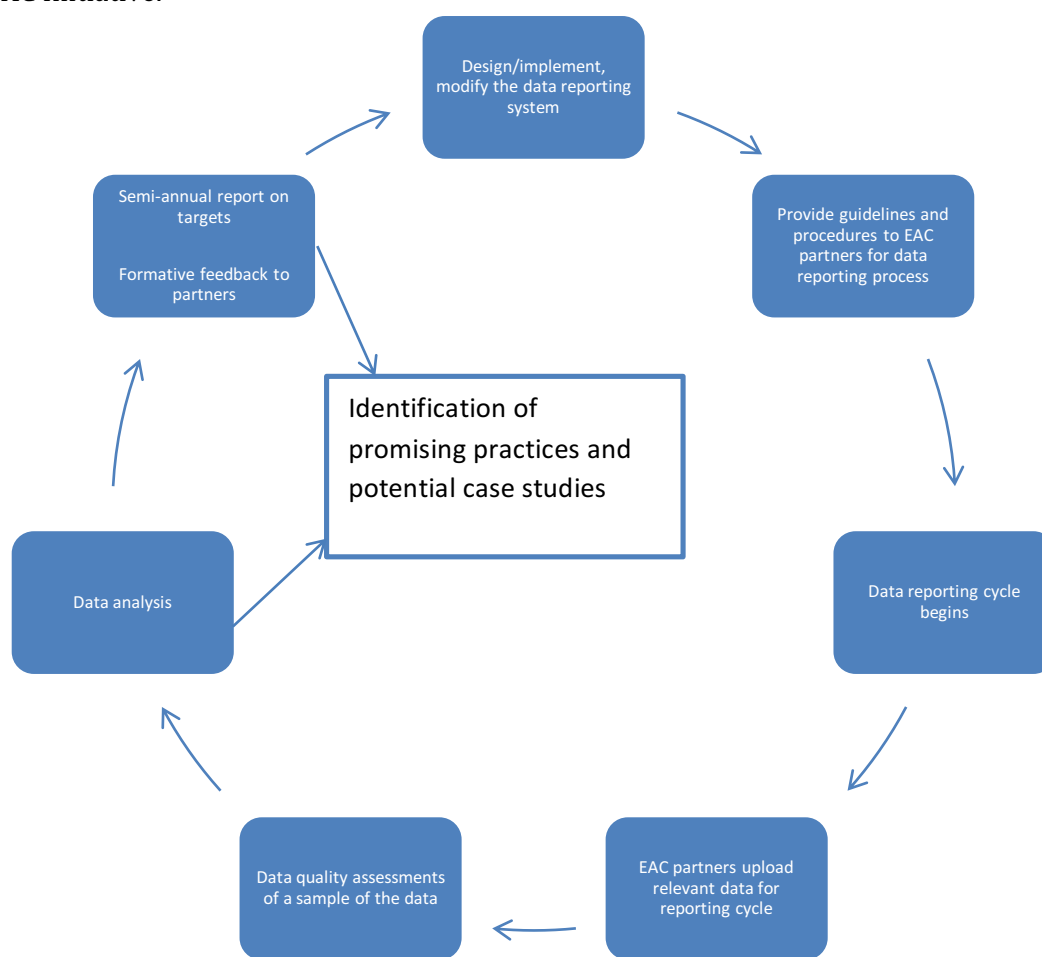 Design/implement,
modify the data reporting
system
Provide guidelines and
procedures to EAC
partners for data
reporting process
Data reporting cycle
begins
EAC partners upload
relevant data for
reporting cycle
Data quality assessments
of a sample of the data
Data analysis
Semi-annual report on
targets
Formative feedback to
partners
Identification of
promising practices and
potential case studies